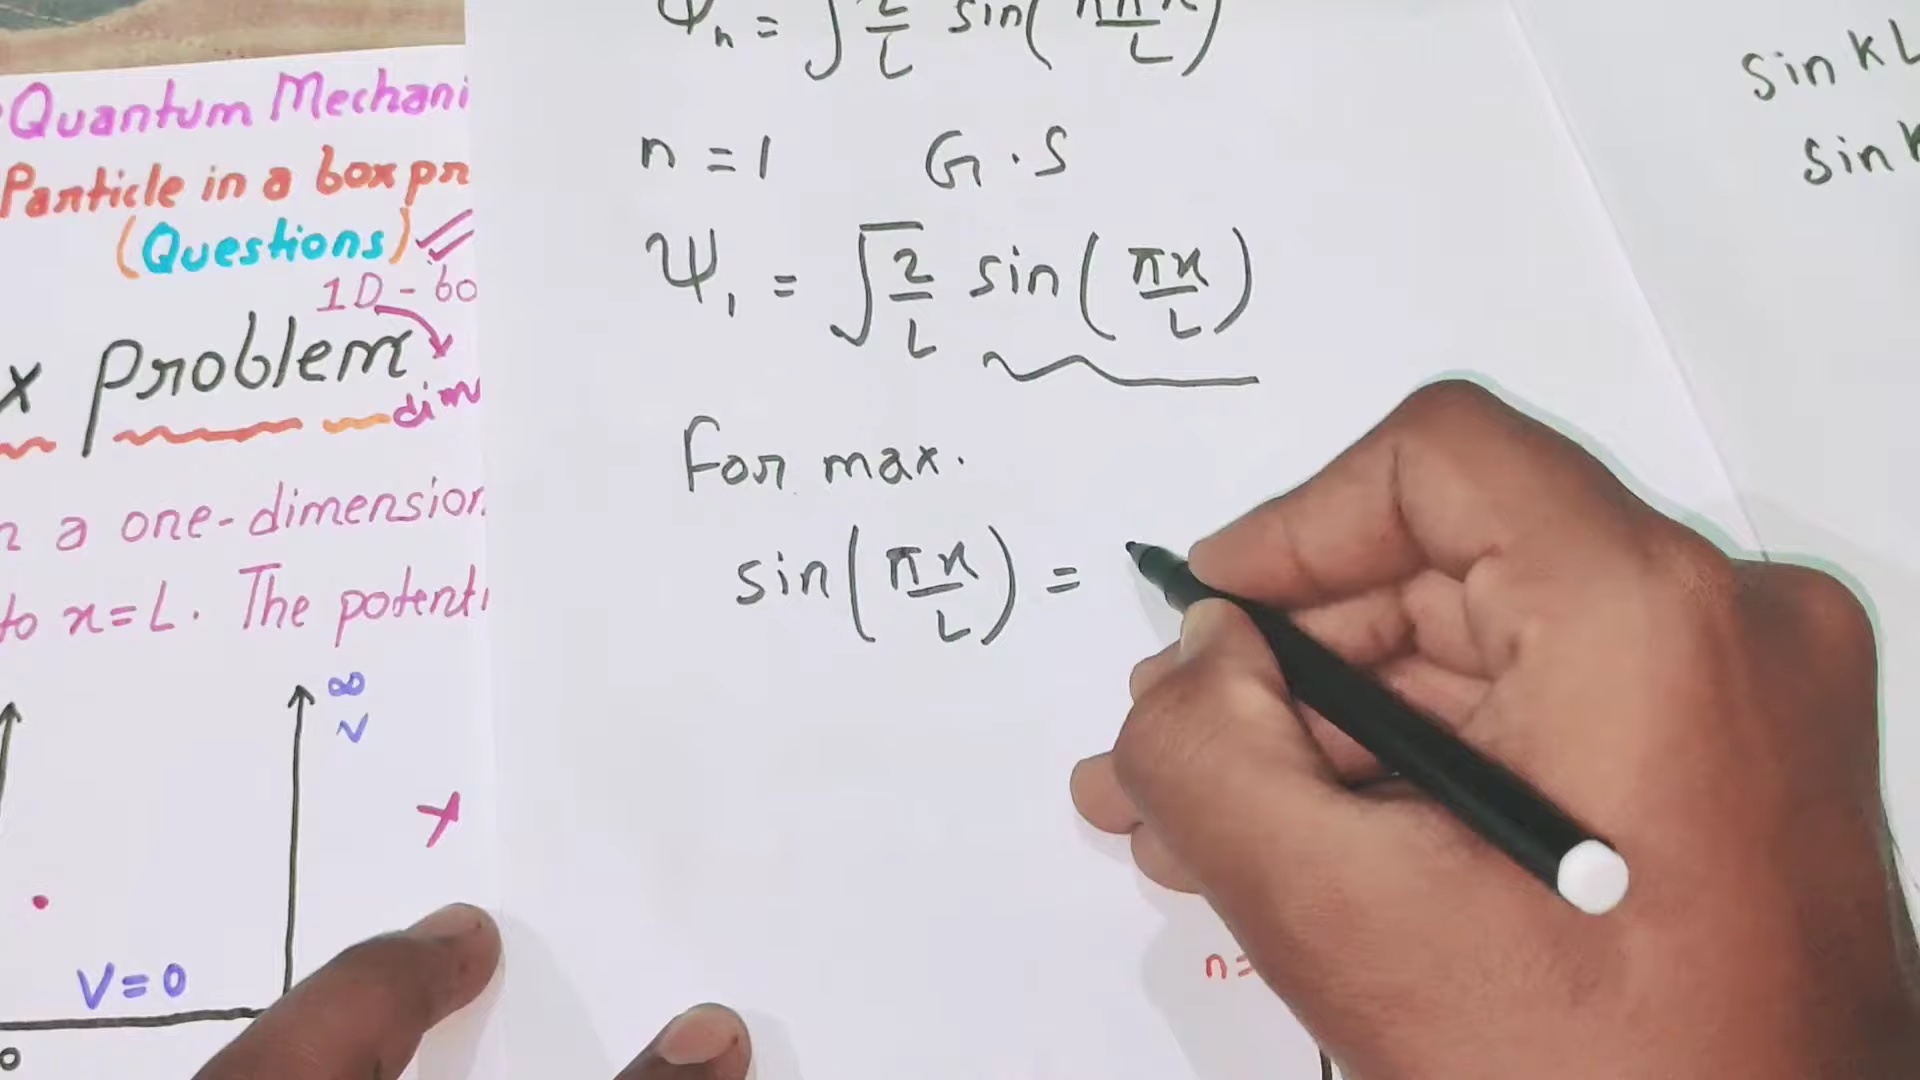 Quantum Mechani
Particle in a box pr
(Questions)
1D - bo
x Problem
dim
n a one-dimension
to x=L. The potenti
∞
V
V=0
0
Ψn = √2/L sin(nπx/L)
n=1 G.S
Ψ1 = √2/L sin(πx/L)
For max.
sin(πx/L) =
n=
sin kL
sin k